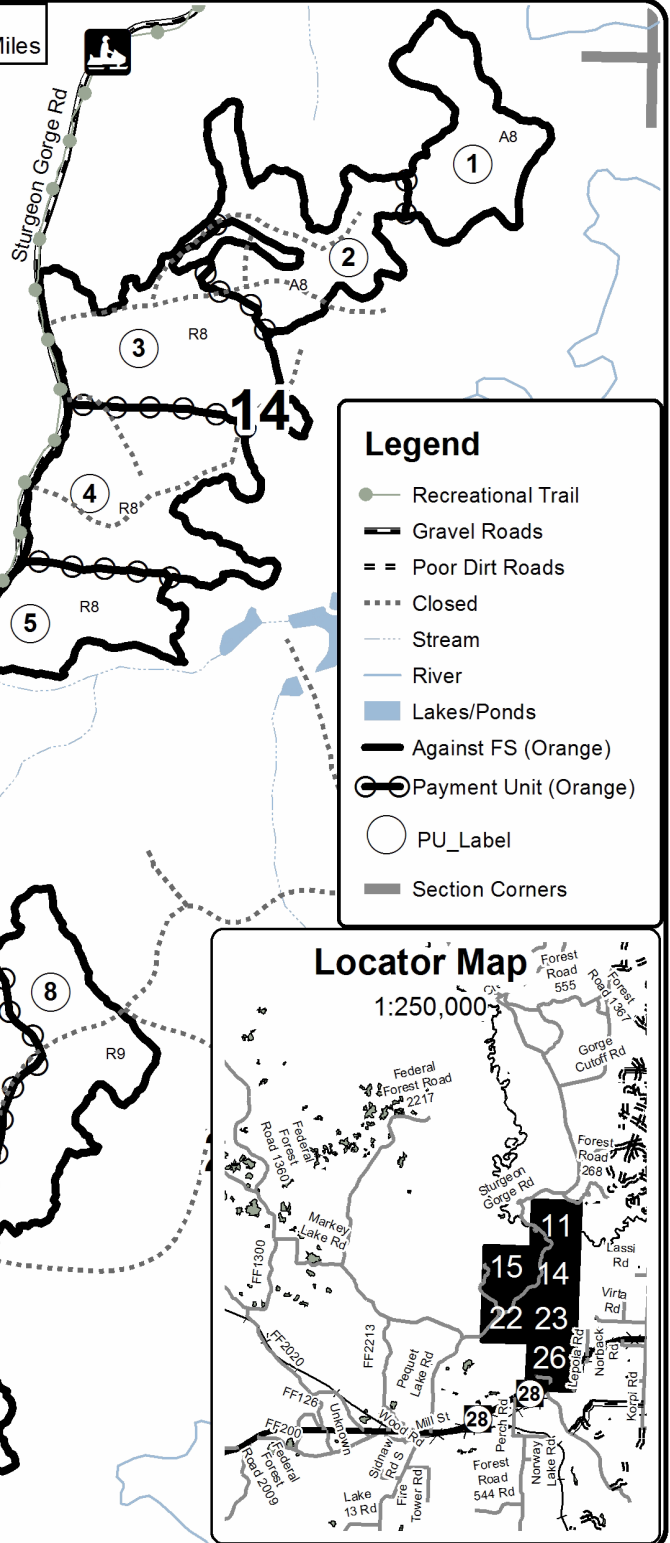 Miles
Sturgeon Gorge Rd
A8
1
2
A8
R8
3
14
4
R8
R8
5
8
R9
Legend
Recreational Trail
Gravel Roads
Poor Dirt Roads
Closed
Stream
River
Lakes/Ponds
Against FS (Orange)
Payment Unit (Orange)
PU_Label
Section Corners
Locator Map
1:250,000
Forest
Road
555
Forest
Road 1367
Gorge
Cutoff Rd
Federal
Forest Road
2217
Federal
Forest
Road 1360
Forest
Road
268
Sturgeon
Gorge Rd
Markey
Lake Rd
11
Lassi
Rd
FF1300
15
14
Virta
Rd
22
23
FF2020
FF2213
Pequet
Lake Rd
26
Lepola Rd
Norback
Rd
Korpi Rd
28
FF126
Unknown
Wood Rd
Mill St
28
Perch Rd
FF200
Federal
Forest
Road 2009
Sidnaw
Rd S
Norway
Lake Rd
Forest
Road
544 Rd
Fire
Tower Rd
Lake
13 Rd